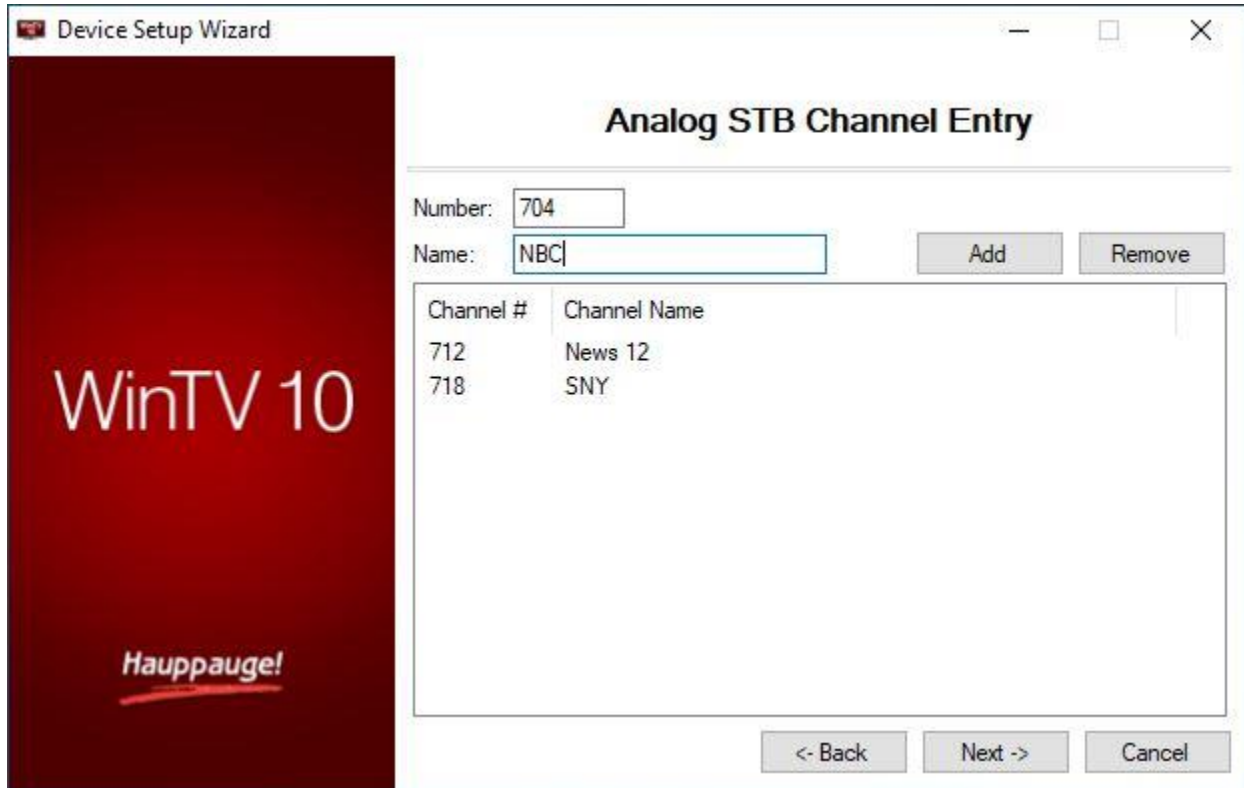 Device Setup Wizard
Analog STB Channel Entry
Number: 704
Name: NBC Add Remove
Channel # Channel Name
712 News 12
718 SNY
WinTV 10
Hauppauge!
<- Back Next -> Cancel